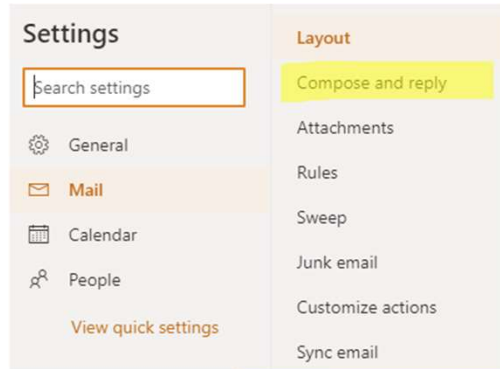 Settings
Search settings
General
Mail
Calendar
People
View quick settings
Layout
Compose and reply
Attachments
Rules
Sweep
Junk email
Customize actions
Sync email